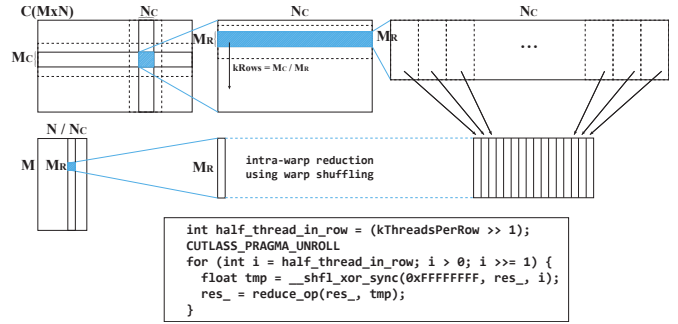 C(MxN)
NC
NC
NC
MC
MR
MR
kRows = MC / MR
...
N / NC
M
MR
MR
intra-warp reduction
using warp shuffling
int half_thread_in_row = (kThreadsPerRow >> 1);
CUTLASS_PRAGMA_UNROLL
for (int i = half_thread_in_row; i > 0; i >>= 1) {
float tmp = __shfl_xor_sync(0xFFFFFFFF, res_, i);
res_ = reduce_op(res_, tmp);
}